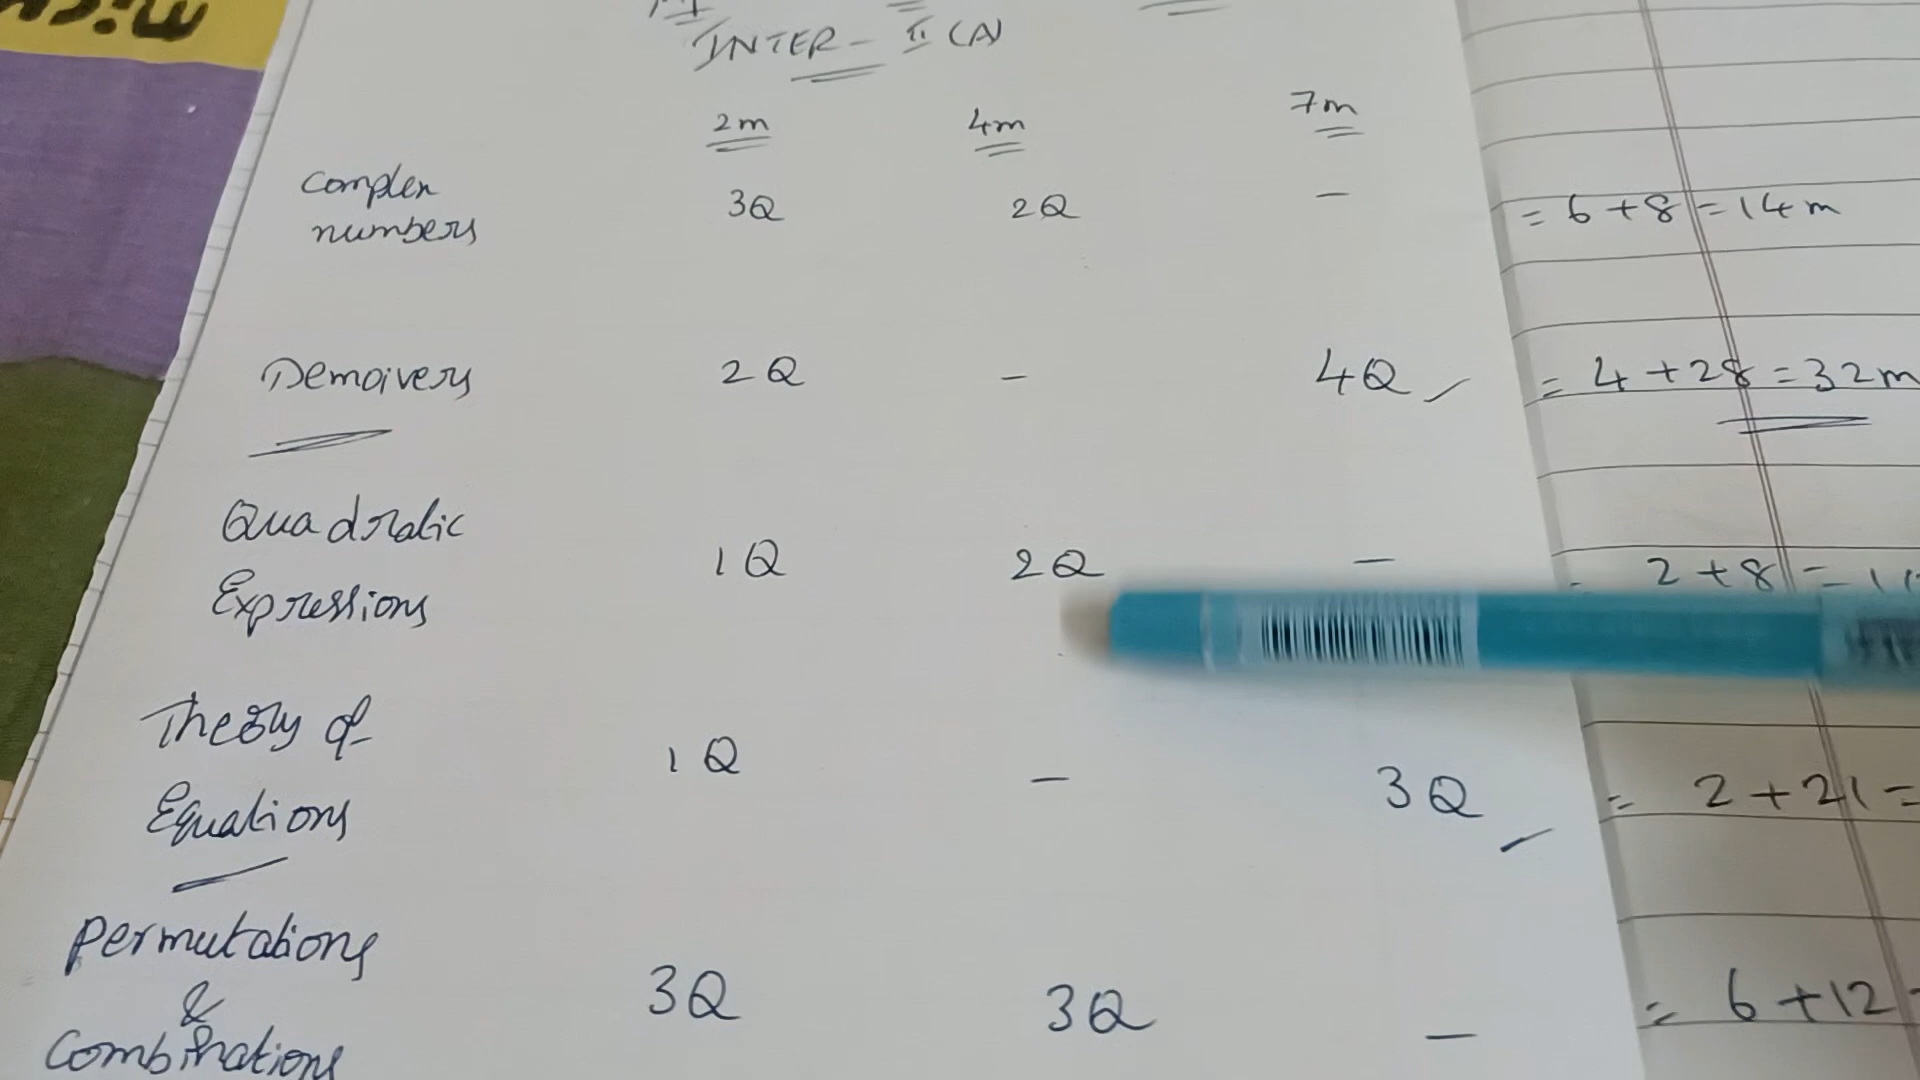 INTER - II (A)
2m 4m 7m
Complex numbers 3Q 2Q - = 6 + 8 = 14m
Demoivers 2Q - 4Q = 4 + 28 = 32m
Quadratic Expressions 1Q 2Q - 2 + 8 =
Theory of Equations 1Q - 3Q = 2 + 21 =
Permutations & Combinations 3Q 3Q - = 6 + 12